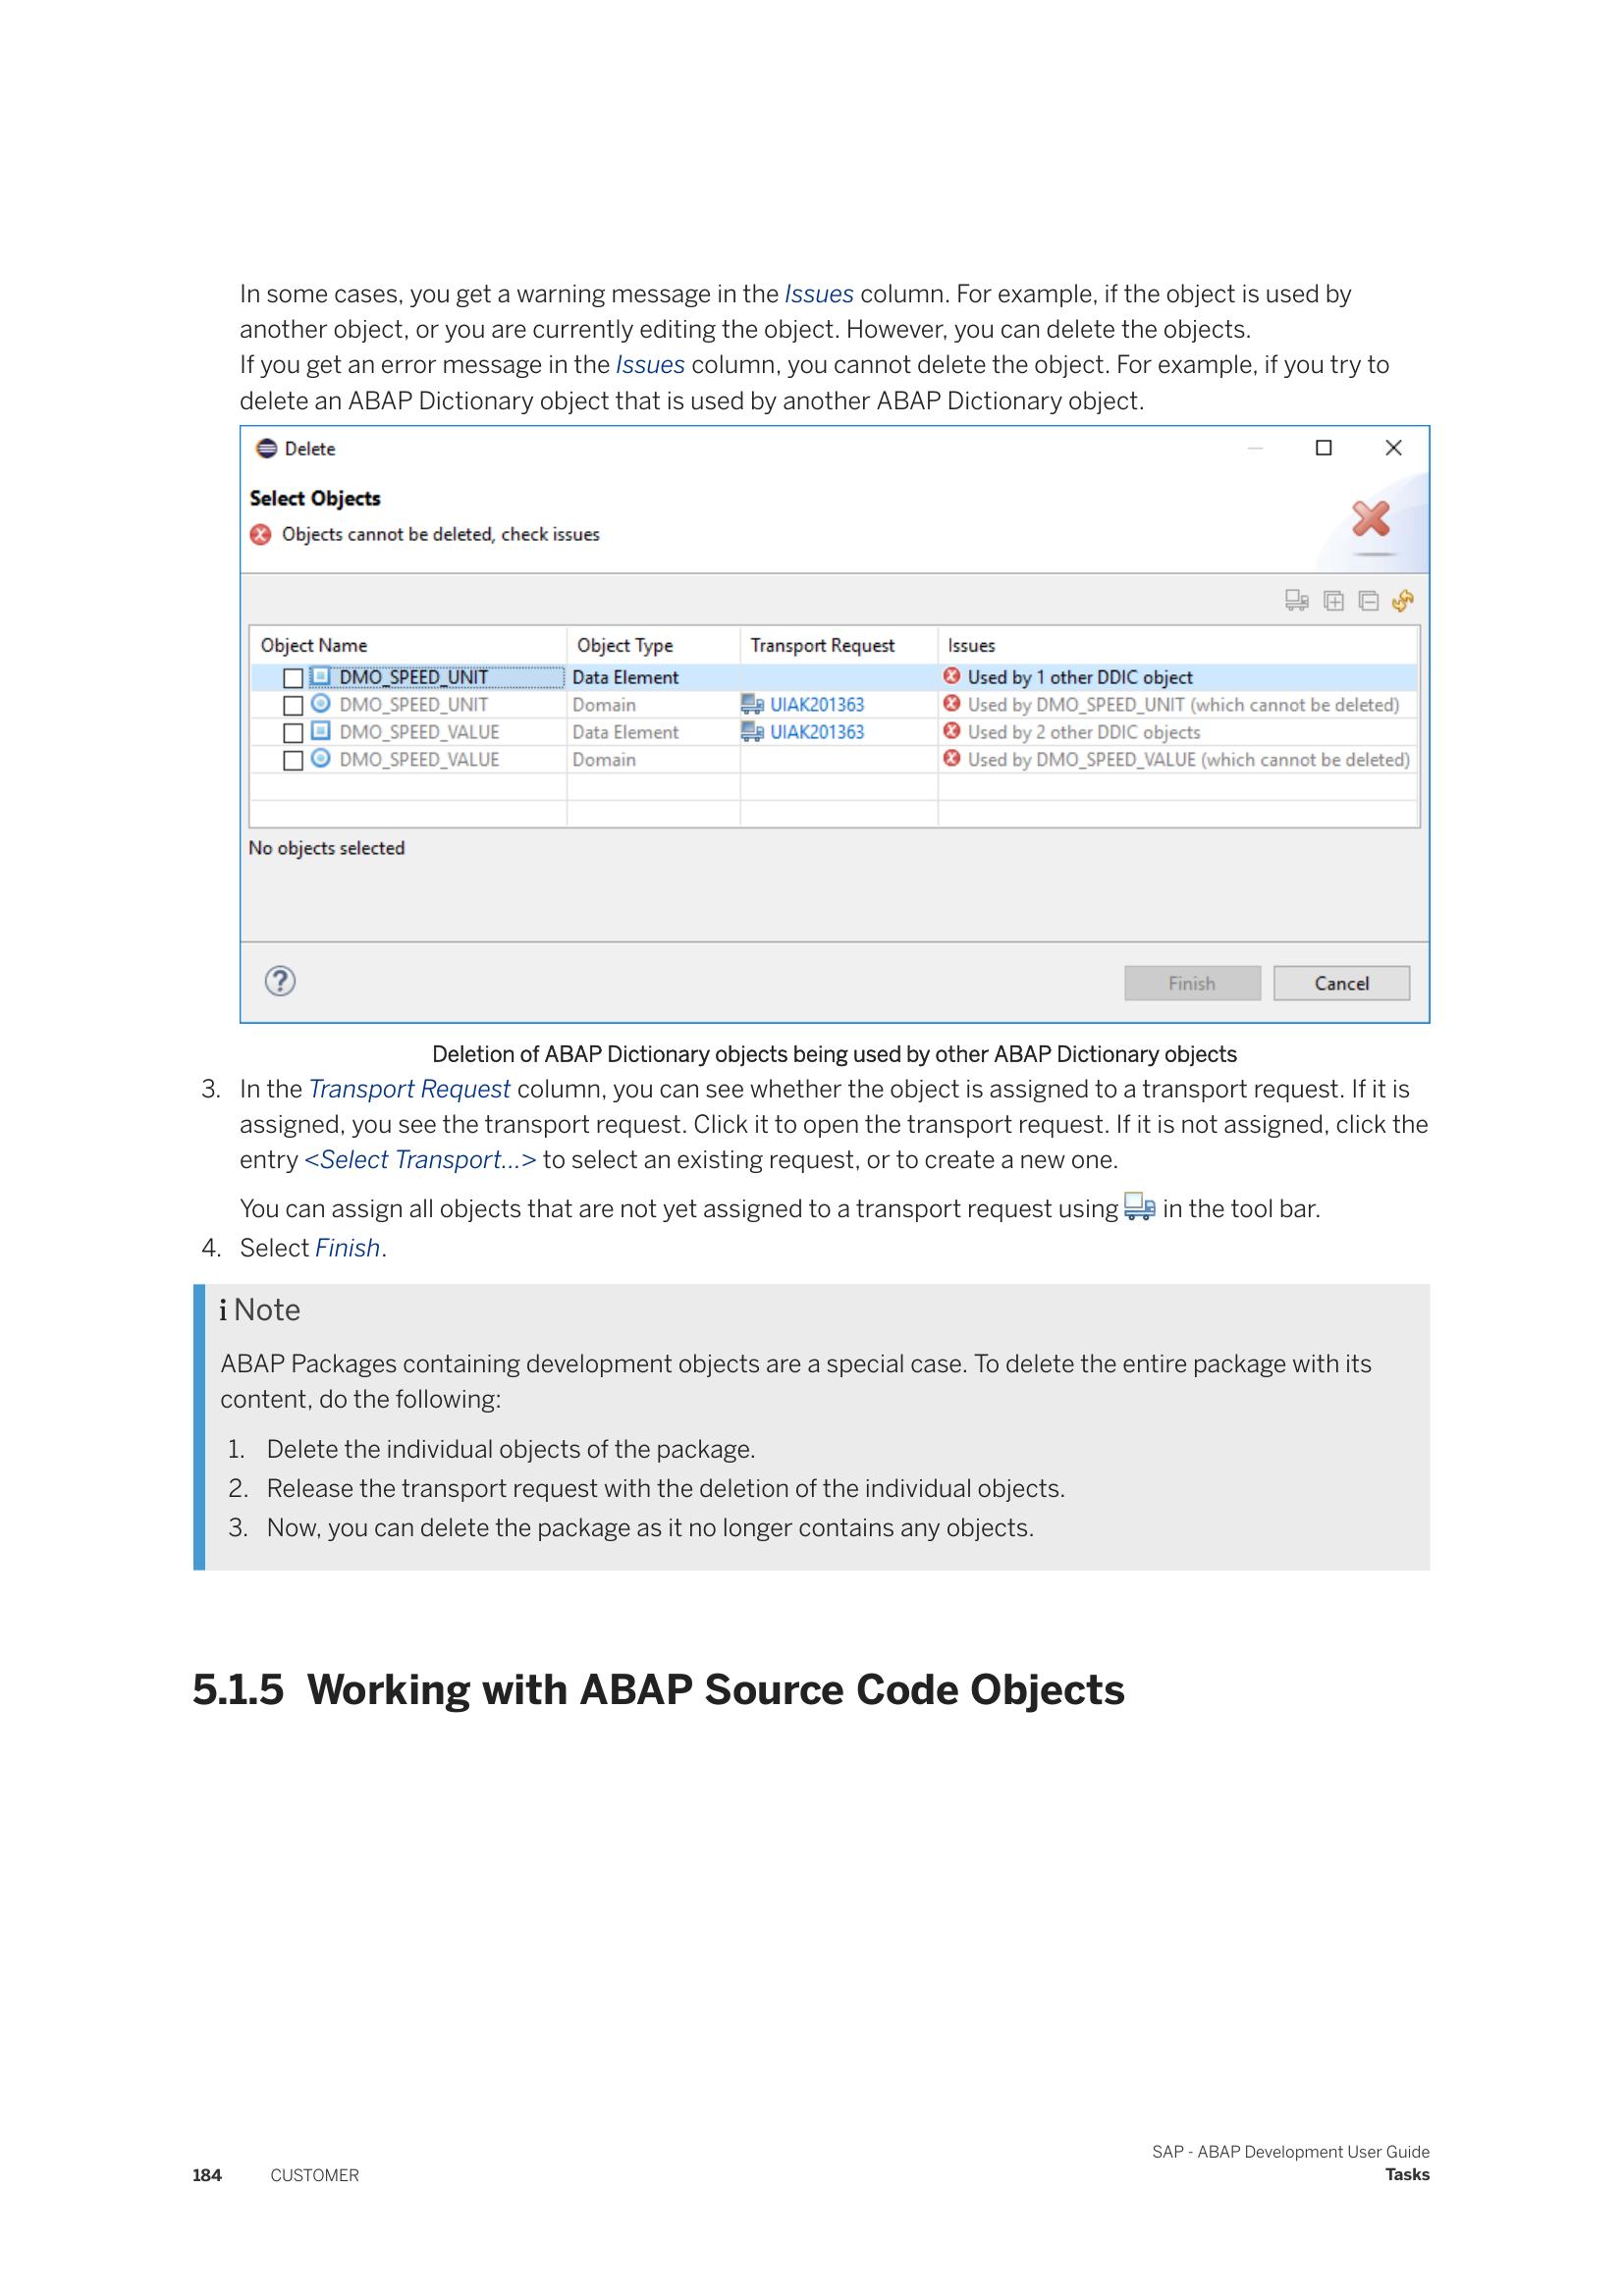 In some cases, you get a warning message in the Issues column. For example, if the object is used by
another object, or you are currently editing the object. However, you can delete the objects.
If you get an error message in the Issues column, you cannot delete the object. For example, if you try to
delete an ABAP Dictionary object that is used by another ABAP Dictionary object.
Delete
Select Objects
Objects cannot be deleted, check issues
Object Name Object Type Transport Request Issues
DMO_SPEED_UNIT Data Element Used by 1 other DDIC object
DMO_SPEED_UNIT Domain UIAK201363 Used by DMO_SPEED_UNIT (which cannot be deleted)
DMO_SPEED_VALUE Data Element UIAK201363 Used by 2 other DDIC objects
DMO_SPEED_VALUE Domain Used by DMO_SPEED_VALUE (which cannot be deleted)
No objects selected
? Finish Cancel
Deletion of ABAP Dictionary objects being used by other ABAP Dictionary objects
3. In the Transport Request column, you can see whether the object is assigned to a transport request. If it is
assigned, you see the transport request. Click it to open the transport request. If it is not assigned, click the
entry <Select Transport...> to select an existing request, or to create a new one.
You can assign all objects that are not yet assigned to a transport request using in the tool bar.
4. Select Finish.
i Note
ABAP Packages containing development objects are a special case. To delete the entire package with its
content, do the following:
1. Delete the individual objects of the package.
2. Release the transport request with the deletion of the individual objects.
3. Now, you can delete the package as it no longer contains any objects.
5.1.5 Working with ABAP Source Code Objects
SAP - ABAP Development User Guide
184 CUSTOMER Tasks